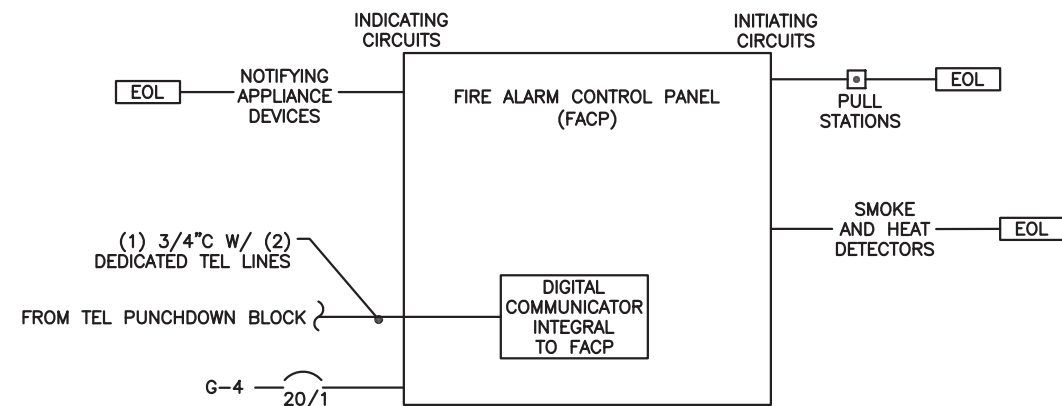 INDICATING
CIRCUITS
INITIATING
CIRCUITS
EOL
NOTIFYING
APPLIANCE
DEVICES
FIRE ALARM CONTROL PANEL
(FACP)
PULL
STATIONS
EOL
SMOKE
AND HEAT
DETECTORS
EOL
(1) 3/4"C W/ (2)
DEDICATED TEL LINES
FROM TEL PUNCHDOWN BLOCK
DIGITAL
COMMUNICATOR
INTEGRAL
TO FACP
G-4
20/1